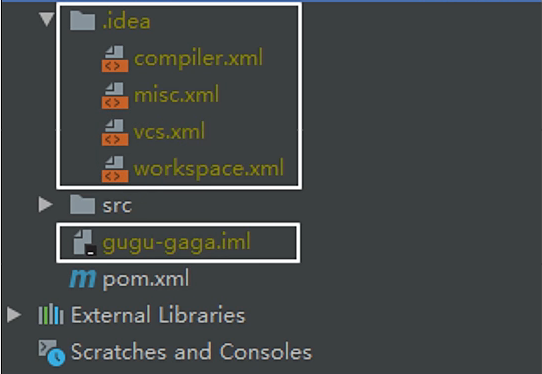 .idea
compiler.xml
misc.xml
vcs.xml
workspace.xml
src
gugu-gaga.iml
pom.xml
External Libraries
Scratches and Consoles